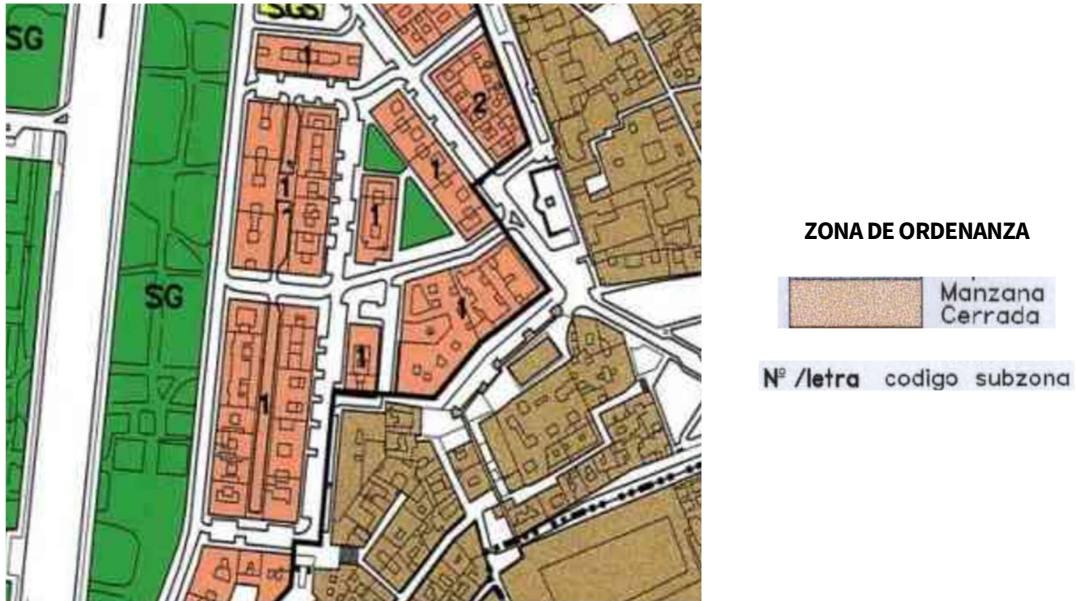 SG
SGS
1
2
1
1
1
SG
1
1
1
ZONA DE ORDENANZA
Manzana
Cerrada
Nº /letra codigo subzona